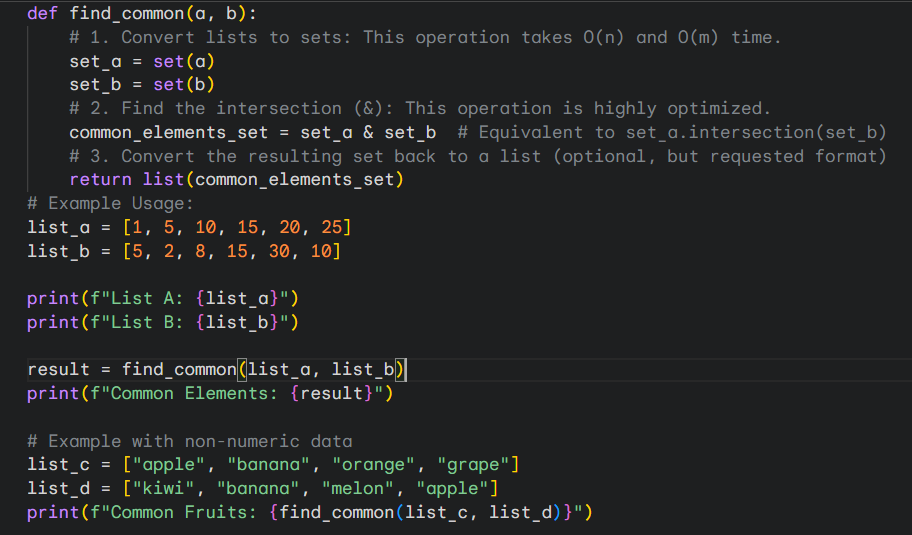 def find_common(a, b):
    # 1. Convert lists to sets: This operation takes O(n) and O(m) time.
    set_a = set(a)
    set_b = set(b)
    # 2. Find the intersection (&): This operation is highly optimized.
    common_elements_set = set_a & set_b  # Equivalent to set_a.intersection(set_b)
    # 3. Convert the resulting set back to a list (optional, but requested format)
    return list(common_elements_set)
# Example Usage:
list_a = [1, 5, 10, 15, 20, 25]
list_b = [5, 2, 8, 15, 30, 10]

print(f"List A: {list_a}")
print(f"List B: {list_b}")

result = find_common(list_a, list_b)
print(f"Common Elements: {result}")

# Example with non-numeric data
list_c = ["apple", "banana", "orange", "grape"]
list_d = ["kiwi", "banana", "melon", "apple"]
print(f"Common Fruits: {find_common(list_c, list_d)}")